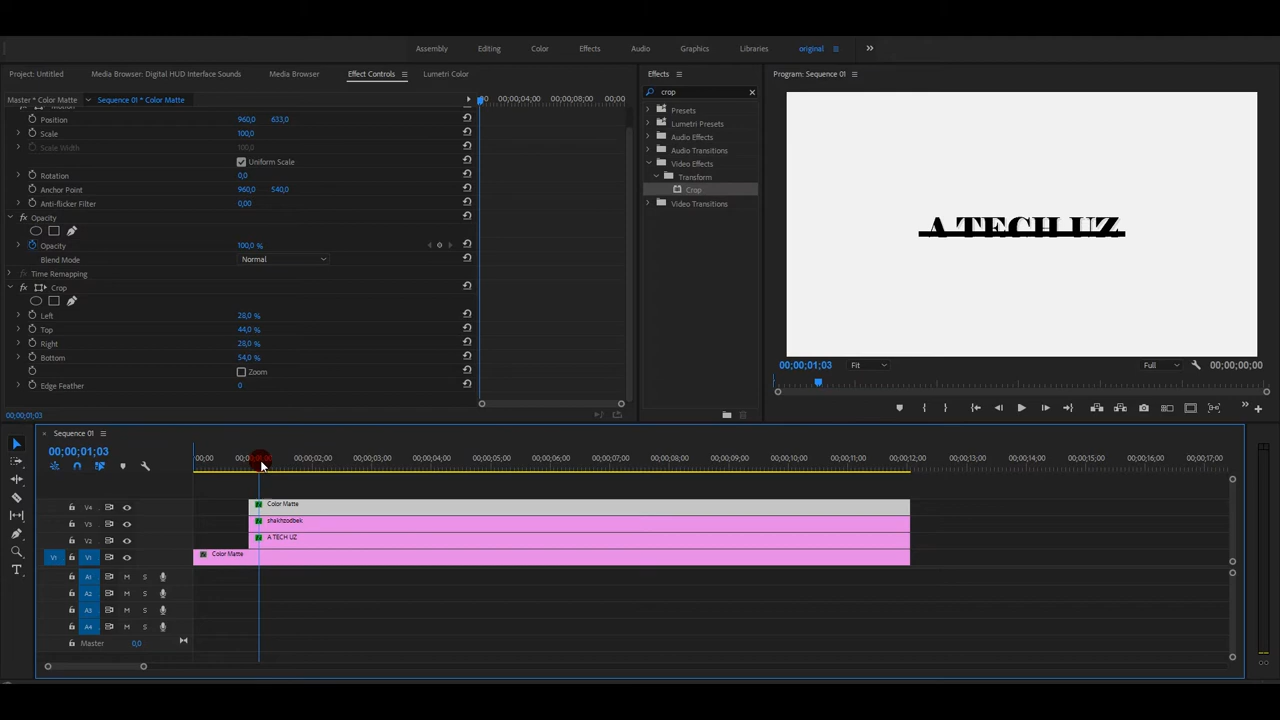 Assembly Editing Color Effects Audio Graphics Libraries original
Project: Untitled Media Browser: Digital HUD Interface Sounds Media Browser Effect Controls Lumetri Color Effects Program: Sequence 01
Master * Color Matte Sequence 01 * Color Matte 00;00;04;00 00;00;08;00 00;00 crop
Presets
Position 960,0 633,0 Lumetri Presets
Scale 100,0 Audio Effects
Scale Width 100,0 Audio Transitions
Uniform Scale Video Effects
Rotation 0,0 Transform
Anchor Point 960,0 540,0 Crop
Anti-flicker Filter 0,00 Video Transitions
Opacity
A TECH UZ
Opacity 100,0 %
Blend Mode Normal
Time Remapping
Crop
Left 28,0 %
Top 44,0 %
Right 28,0 %
Bottom 54,0 %
00;00;01;03 Fit Full 00;00;00;00
Zoom
Edge Feather 0
00;00;01;03
Sequence 01
00;00;01;03
00;00 00;00;02;00 00;00;03;00 00;00;04;00 00;00;05;00 00;00;06;00 00;00;07;00 00;00;08;00 00;00;09;00 00;00;10;00 00;00;11;00 00;00;12;00 00;00;13;00 00;00;14;00 00;00;15;00 00;00;16;00 00;00;17;00
V4 Color Matte
V3 shakhzodbek
V2 A TECH UZ
V1 V1 Color Matte
A1 M S
A2 M S
A3 M S
A4 M S
Master 0,0